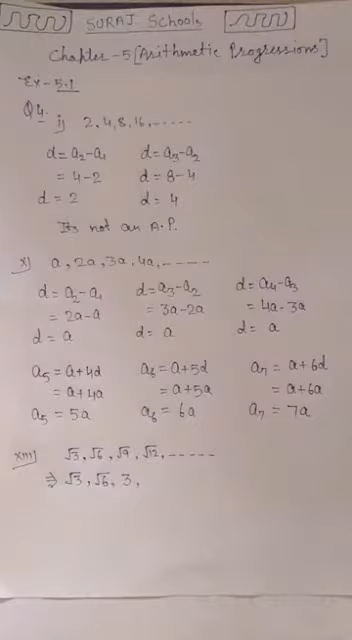 SURAJ Schools
Chapter-5 [Arithmetic Progressions]
Ex-5.1
Q4.
i) 2, 4, 8, 16, -----
d = a₂-a₁ d = a₃-a₂
= 4-2 d = 8-4
d = 2 d = 4
Its not an A.P.
x) a, 2a, 3a, 4a, -----
d = a₂-a₁ d = a₃-a₂ d = a₄-a₃
= 2a-a = 3a-2a = 4a-3a
d = a d = a d = a
a₅ = a+4d a₆ = a+5d a₇ = a+6d
= a+4a = a+5a = a+6a
a₅ = 5a a₆ = 6a a₇ = 7a
xiii) √3, √6, √9, √12, -----
⇒ √3, √6, 3,